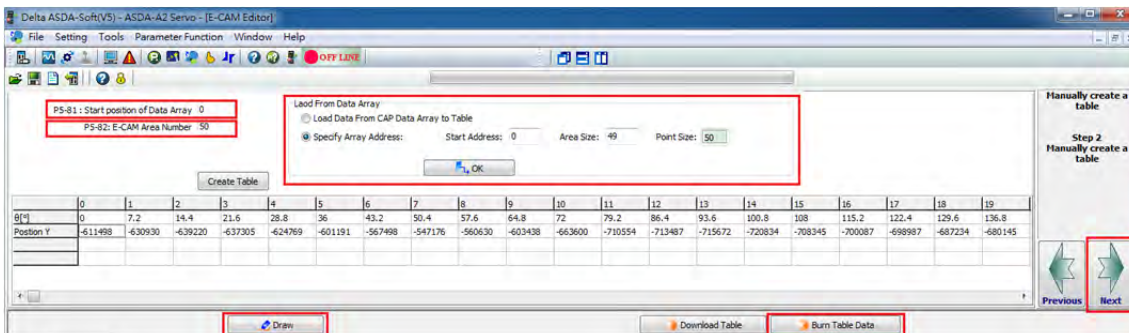 Delta ASDA-Soft(V5) - ASDA-A2 Servo - [E-CAM Editor]
File Setting Tools Parameter Function Window Help
OFF LINE
P5-81 : Start position of Data Array 0
P5-82: E-CAM Area Number 50
Laod From Data Array
Load Data From CAP Data Array to Table
Specify Array Address: Start Address: 0 Area Size: 49 Point Size: 50
OK
Create Table
Manually create a
table
Step 2
Manually create a
table
0 1 2 3 4 5 6 7 8 9 10 11 12 13 14 15 16 17 18 19
θ[°] 0 7.2 14.4 21.6 28.8 36 43.2 50.4 57.6 64.8 72 79.2 86.4 93.6 100.8 108 115.2 122.4 129.6 136.8
Postion Y -611498 -630930 -639220 -637305 -624769 -601191 -567498 -547176 -560630 -603438 -663600 -710554 -713487 -715672 -720834 -708345 -700087 -698987 -687234 -680145
Previous Next
Draw Download Table Burn Table Data